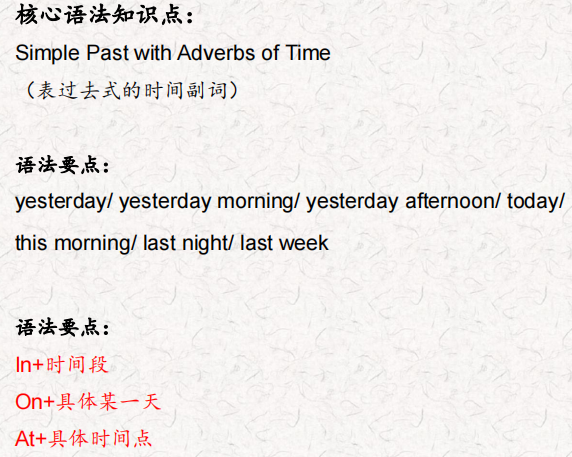 核心语法知识点：
Simple Past with Adverbs of Time
（表过去式的时间副词）
语法要点：
yesterday/ yesterday morning/ yesterday afternoon/ today/
this morning/ last night/ last week
语法要点：
In+时间段
On+具体某一天
At+具体时间点